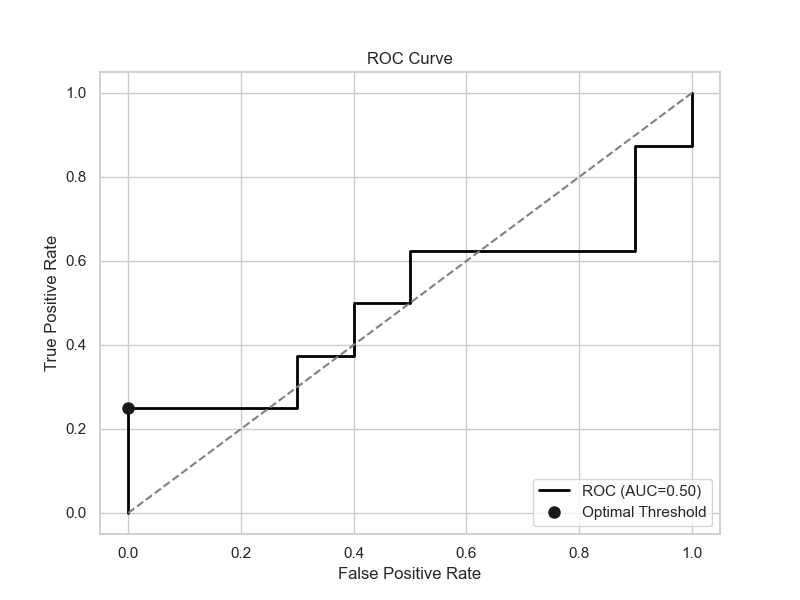 ROC Curve
1.0
0.8
0.6
0.4
0.2
0.0
True Positive Rate
0.0 0.2 0.4 0.6 0.8 1.0
False Positive Rate
ROC (AUC=0.50)
Optimal Threshold